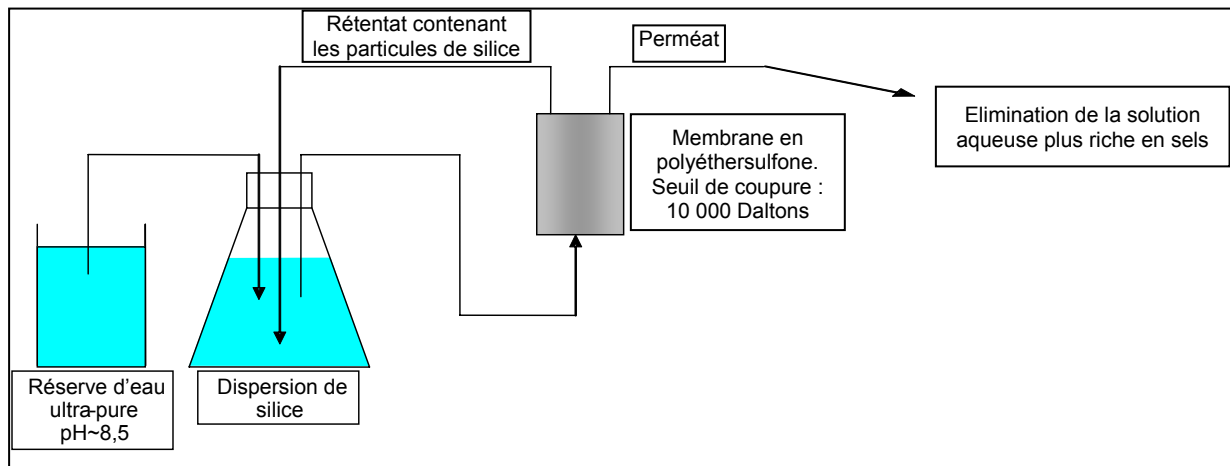 Rétentat contenant
les particules de silice
Perméat
Elimination de la solution
aqueuse plus riche en sels
Membrane en
polyéthersulfone.
Seuil de coupure :
10 000 Daltons
Réserve d'eau
ultra-pure
pH~8,5
Dispersion de
silice